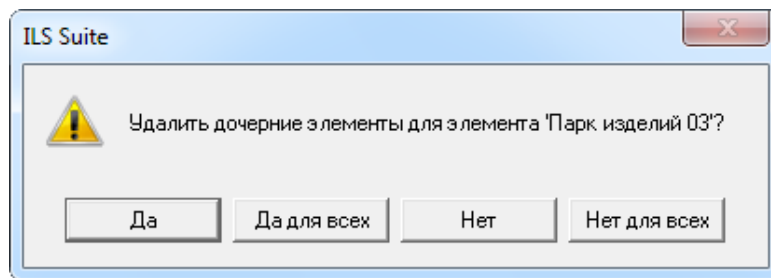 ILS Suite
Удалить дочерние элементы для элемента 'Парк изделий 03'?
Да
Да для всех
Нет
Нет для всех